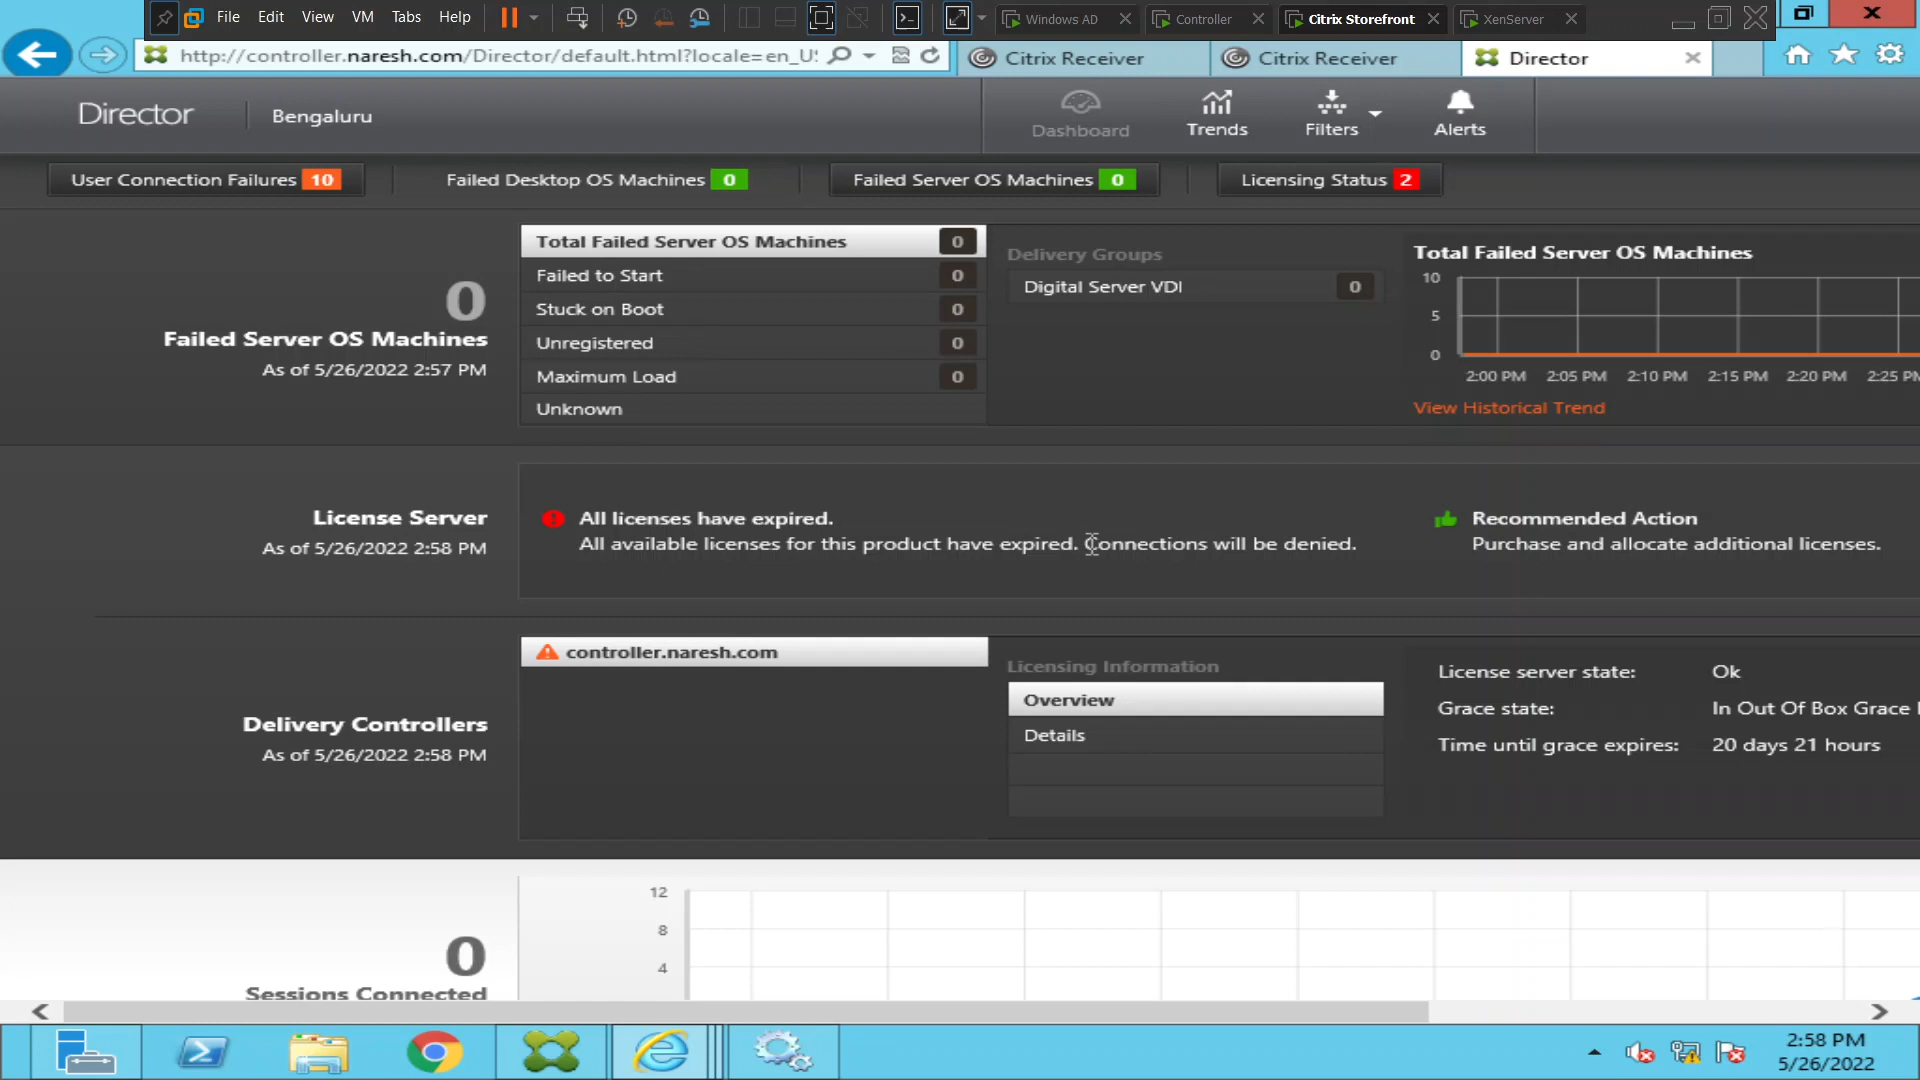 File Edit View VM Tabs Help
Windows AD
Controller
Citrix Storefront
XenServer
http://controller.naresh.com/Director/default.html?locale=en_US
Citrix Receiver
Citrix Receiver
Director
Director
Bengaluru
Dashboard
Trends
Filters
Alerts
User Connection Failures 10
Failed Desktop OS Machines 0
Failed Server OS Machines 0
Licensing Status 2
0
Failed Server OS Machines
As of 5/26/2022 2:57 PM
Total Failed Server OS Machines 0
Failed to Start 0
Stuck on Boot 0
Unregistered 0
Maximum Load 0
Unknown
Delivery Groups
Digital Server VDI 0
Total Failed Server OS Machines
10
5
0
2:00 PM 2:05 PM 2:10 PM 2:15 PM 2:20 PM 2:25 PM
View Historical Trend
License Server
As of 5/26/2022 2:58 PM
All licenses have expired.
All available licenses for this product have expired. Connections will be denied.
Recommended Action
Purchase and allocate additional licenses.
Delivery Controllers
As of 5/26/2022 2:58 PM
controller.naresh.com
Licensing Information
Overview
Details
License server state: Ok
Grace state: In Out Of Box Grace
Time until grace expires: 20 days 21 hours
0
Sessions Connected
12
8
4
2:58 PM
5/26/2022